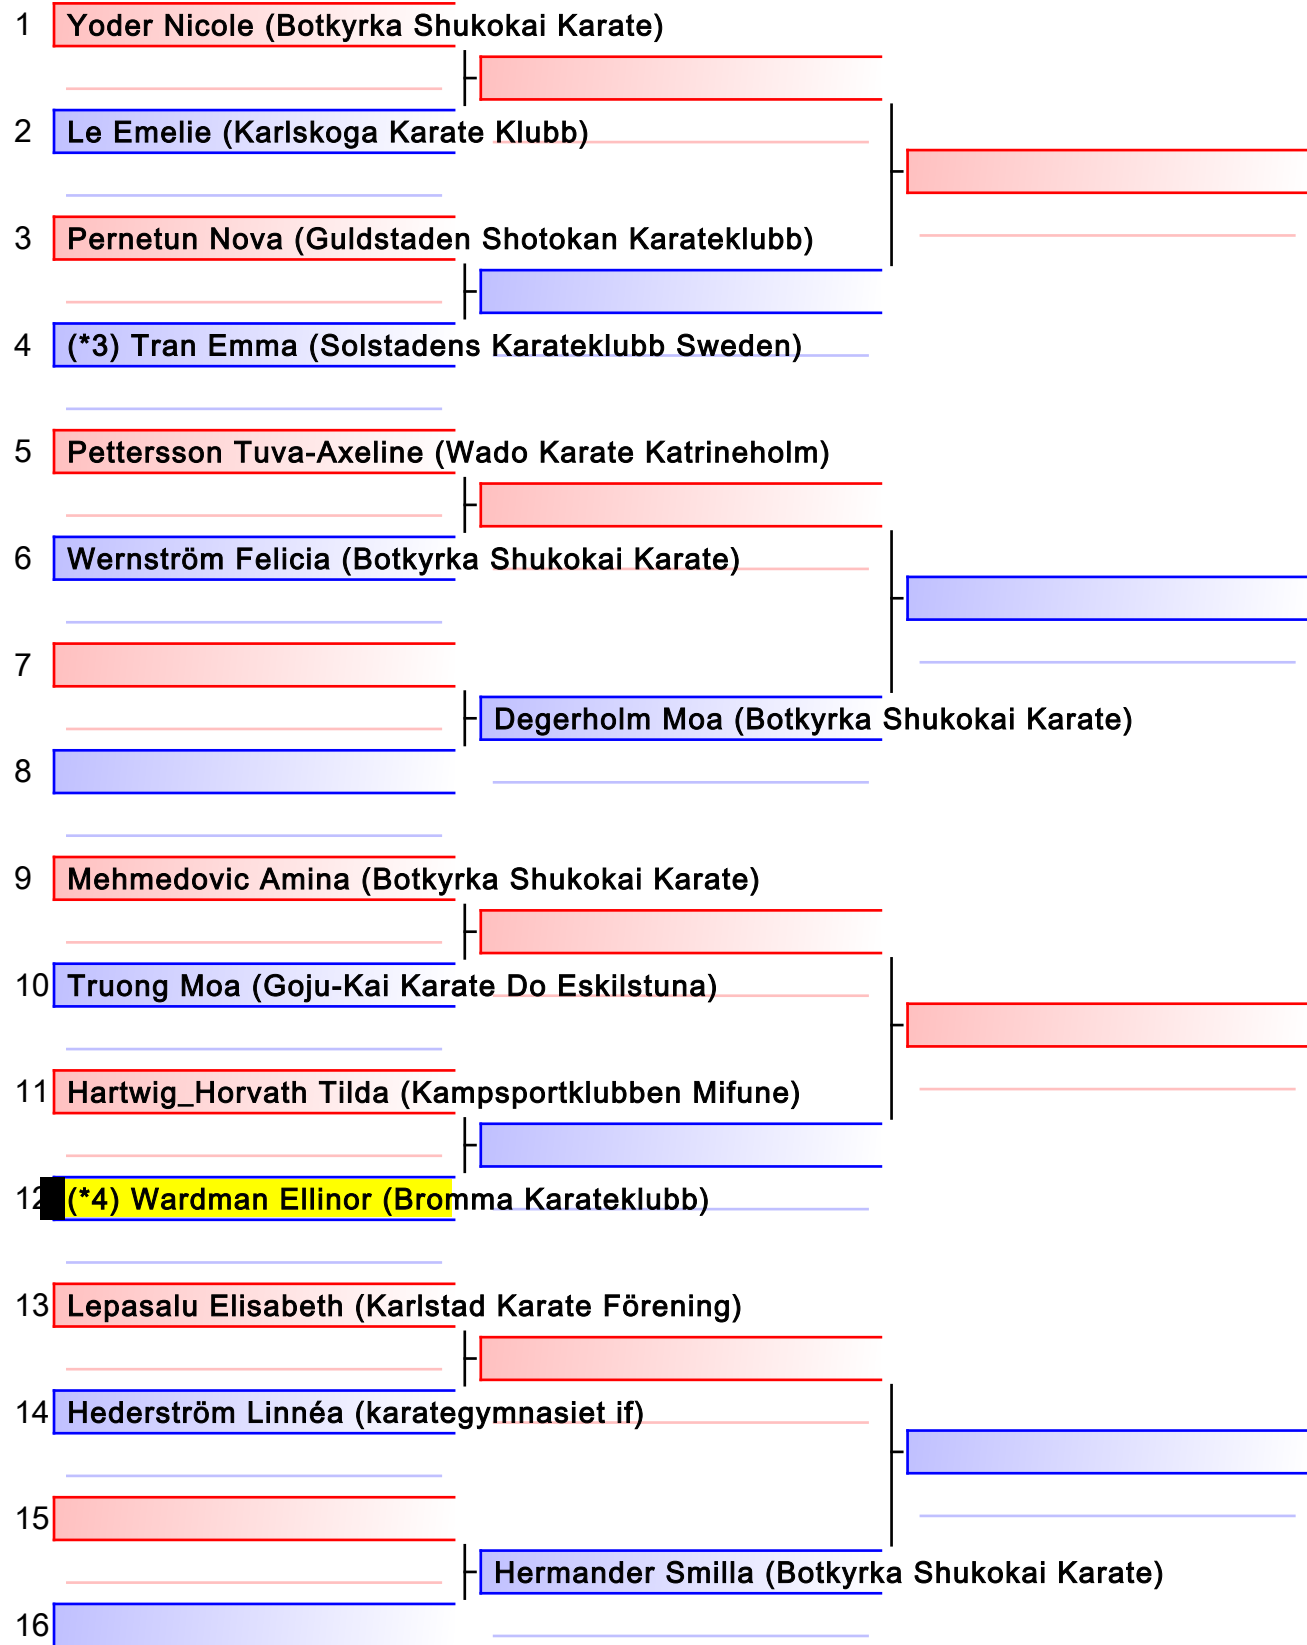 1 Yoder Nicole (Botkyrka Shukokai Karate)
2 Le Emelie (Karlskoga Karate Klubb)
3 Pernetun Nova (Guldstaden Shotokan Karateklubb)
4 (*3) Tran Emma (Solstadens Karateklubb Sweden)
5 Pettersson Tuva-Axeline (Wado Karate Katrineholm)
6 Wernström Felicia (Botkyrka Shukokai Karate)
7
Degerholm Moa (Botkyrka Shukokai Karate)
8
9 Mehmedovic Amina (Botkyrka Shukokai Karate)
10 Truong Moa (Goju-Kai Karate Do Eskilstuna)
11 Hartwig_Horvath Tilda (Kampsportklubben Mifune)
12 (*4) Wardman Ellinor (Bromma Karateklubb)
13 Lepasalu Elisabeth (Karlstad Karate Förening)
14 Hederström Linnéa (karategymnasiet if)
15
Hermander Smilla (Botkyrka Shukokai Karate)
16